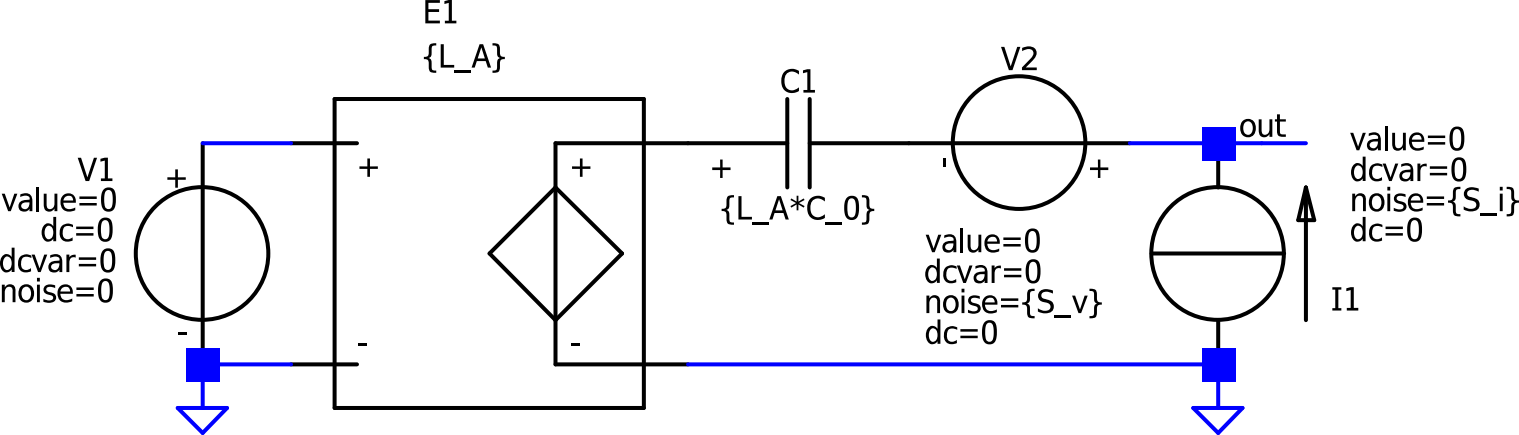 E1
{L_A}
V1
value=0
dc=0
dcvar=0
noise=0
+
-
+
-
+
-
C1
+
{L_A*C_0}
V2
-
+
value=0
dcvar=0
noise={S_v}
dc=0
out
value=0
dcvar=0
noise={S_i}
dc=0
I1